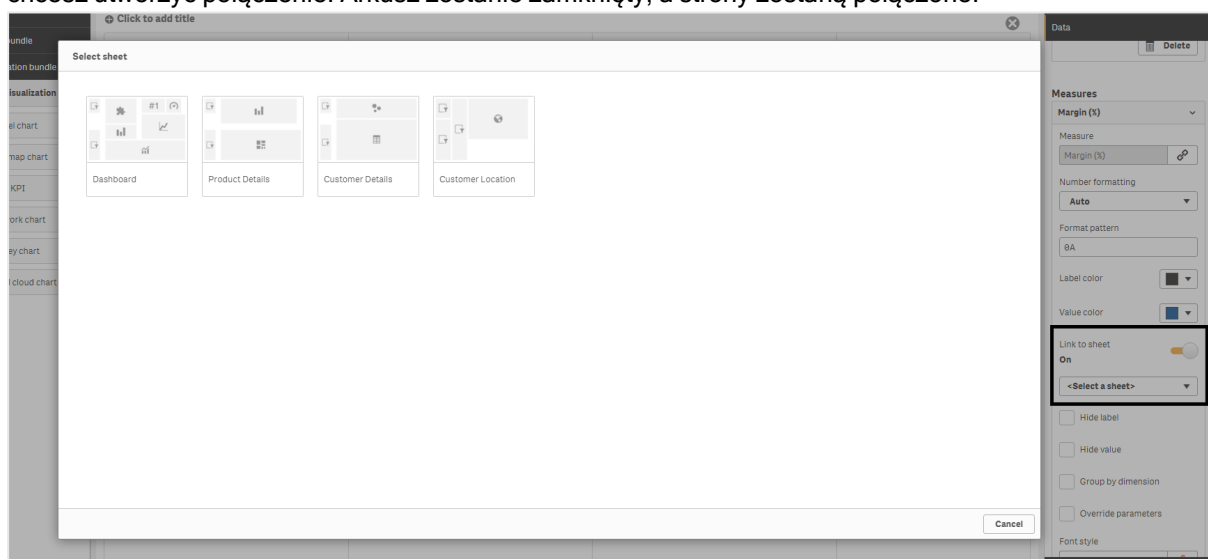 chcesz utworzyć połączenie. Arkusz zostanie zamknięty, a strony zostaną połączone.
Click to add title
Data
undle
ation bundle
isualization
el chart
map chart
KPI
ork chart
ey chart
cloud chart
Select sheet
#1
Dashboard
Product Details
Customer Details
Customer Location
Cancel
Delete
Measures
Margin (%)
Measure
Margin (%)
Number formatting
Auto
Format pattern
0A
Label color
Value color
Link to sheet
On
<Select a sheet>
Hide label
Hide value
Group by dimension
Override parameters
Font style